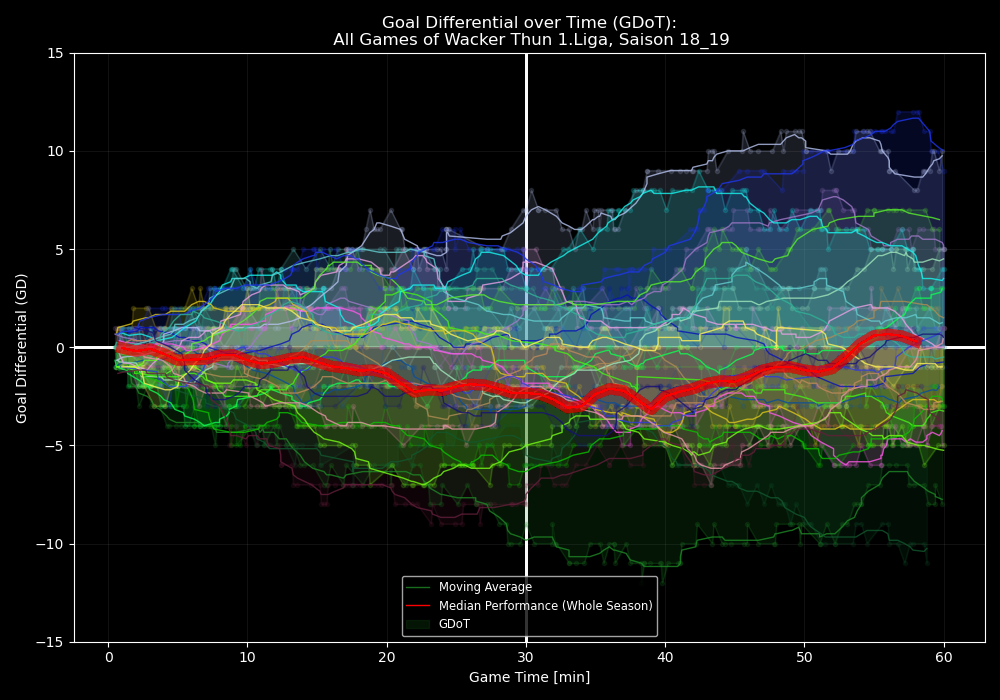 Goal Differential over Time (GDoT):
All Games of Wacker Thun 1.Liga, Saison 18_19
Goal Differential (GD)
15
10
5
0
−5
−10
−15
Moving Average
Median Performance (Whole Season)
GDoT
0 10 20 30 40 50 60
Game Time [min]